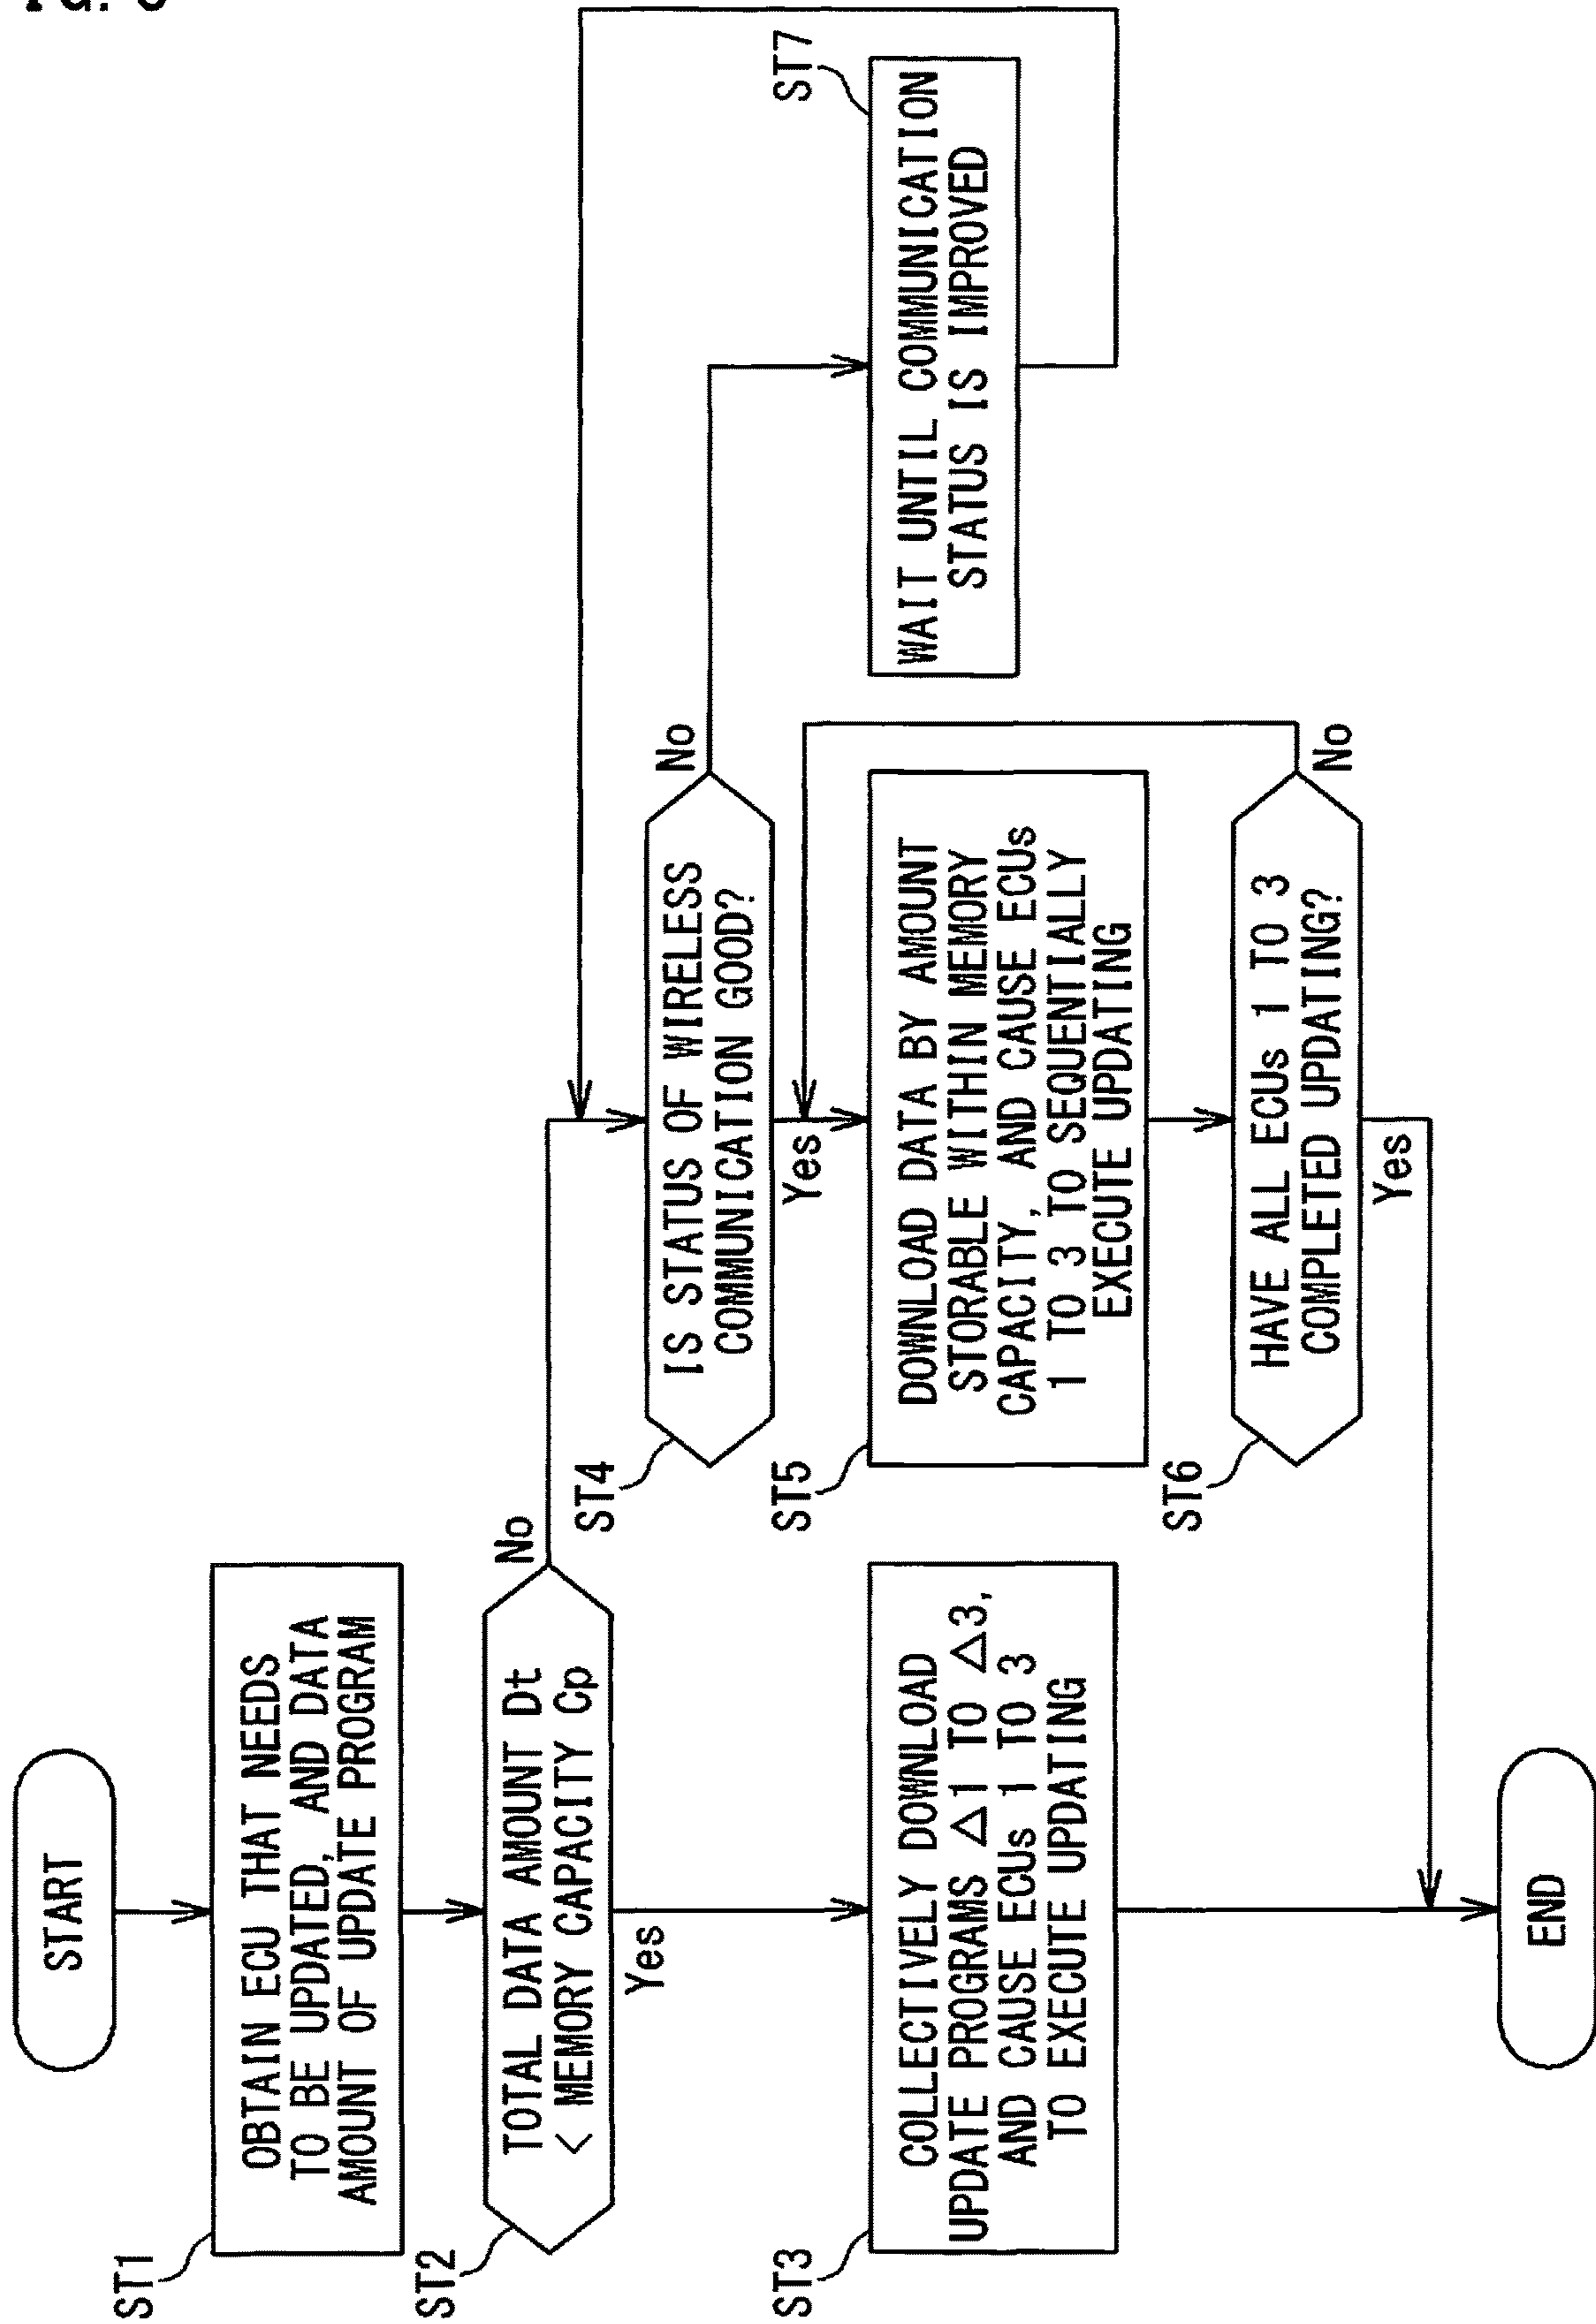 START
ST1
OBTAIN ECU THAT NEEDS
TO BE UPDATED, AND DATA
AMOUNT OF UPDATE PROGRAM
ST2
TOTAL DATA AMOUNT Dt
< MEMORY CAPACITY Cp
No
Yes
ST3
COLLECTIVELY DOWNLOAD
UPDATE PROGRAMS △1 TO △3,
AND CAUSE ECUs 1 TO 3
TO EXECUTE UPDATING
ST4
IS STATUS OF WIRELESS
COMMUNICATION GOOD?
No
Yes
ST5
DOWNLOAD DATA BY AMOUNT
STORABLE WITHIN MEMORY
CAPACITY, AND CAUSE ECUs
1 TO 3 TO SEQUENTIALLY
EXECUTE UPDATING
ST6
HAVE ALL ECUs 1 TO 3
COMPLETED UPDATING?
No
Yes
ST7
WAIT UNTIL COMMUNICATION
STATUS IS IMPROVED
END